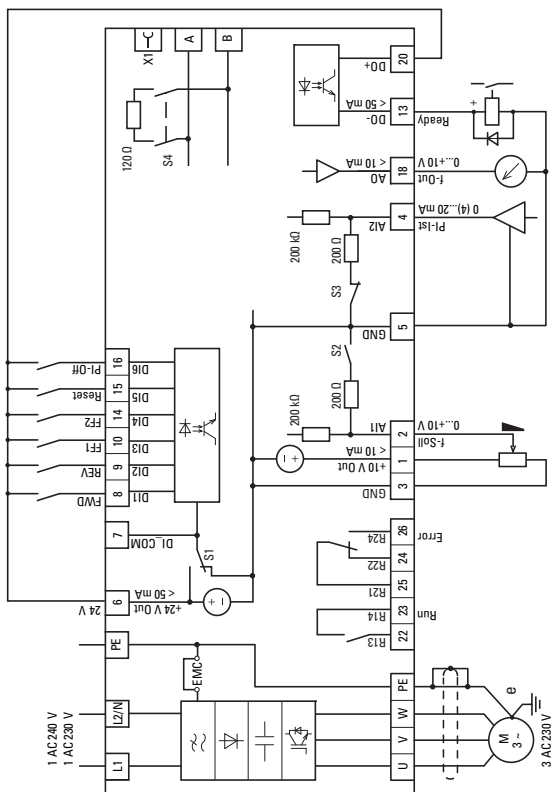 1 AC 240 V
1 AC 230 V
L1
L2/N
PE
EMC
24 V
6
+24 V Out
< 50 mA
7
DI_COM
S1
FWD
8
DI1
REV
9
DI2
FF1
10
DI3
FF2
14
DI4
Reset
15
DI5
PI-Off
16
DI6
X1
A
B
120 Ω
S4
U
V
W
PE
M
3 ~
e
3 AC 230 V
R13
R14
22
23
Run
R21
R22
R24
25
24
26
Error
GND
3
+10 V Out
< 10 mA
1
AI1
2
f-Soll
0...+10 V
200 kΩ
200 Ω
S2
GND
5
S3
200 Ω
200 kΩ
AI2
4
PI-Ist
0 (4)...20 mA
AO
< 10 mA
18
f-Out
0...+10 V
DO-
< 50 mA
13
Ready
DO+
20